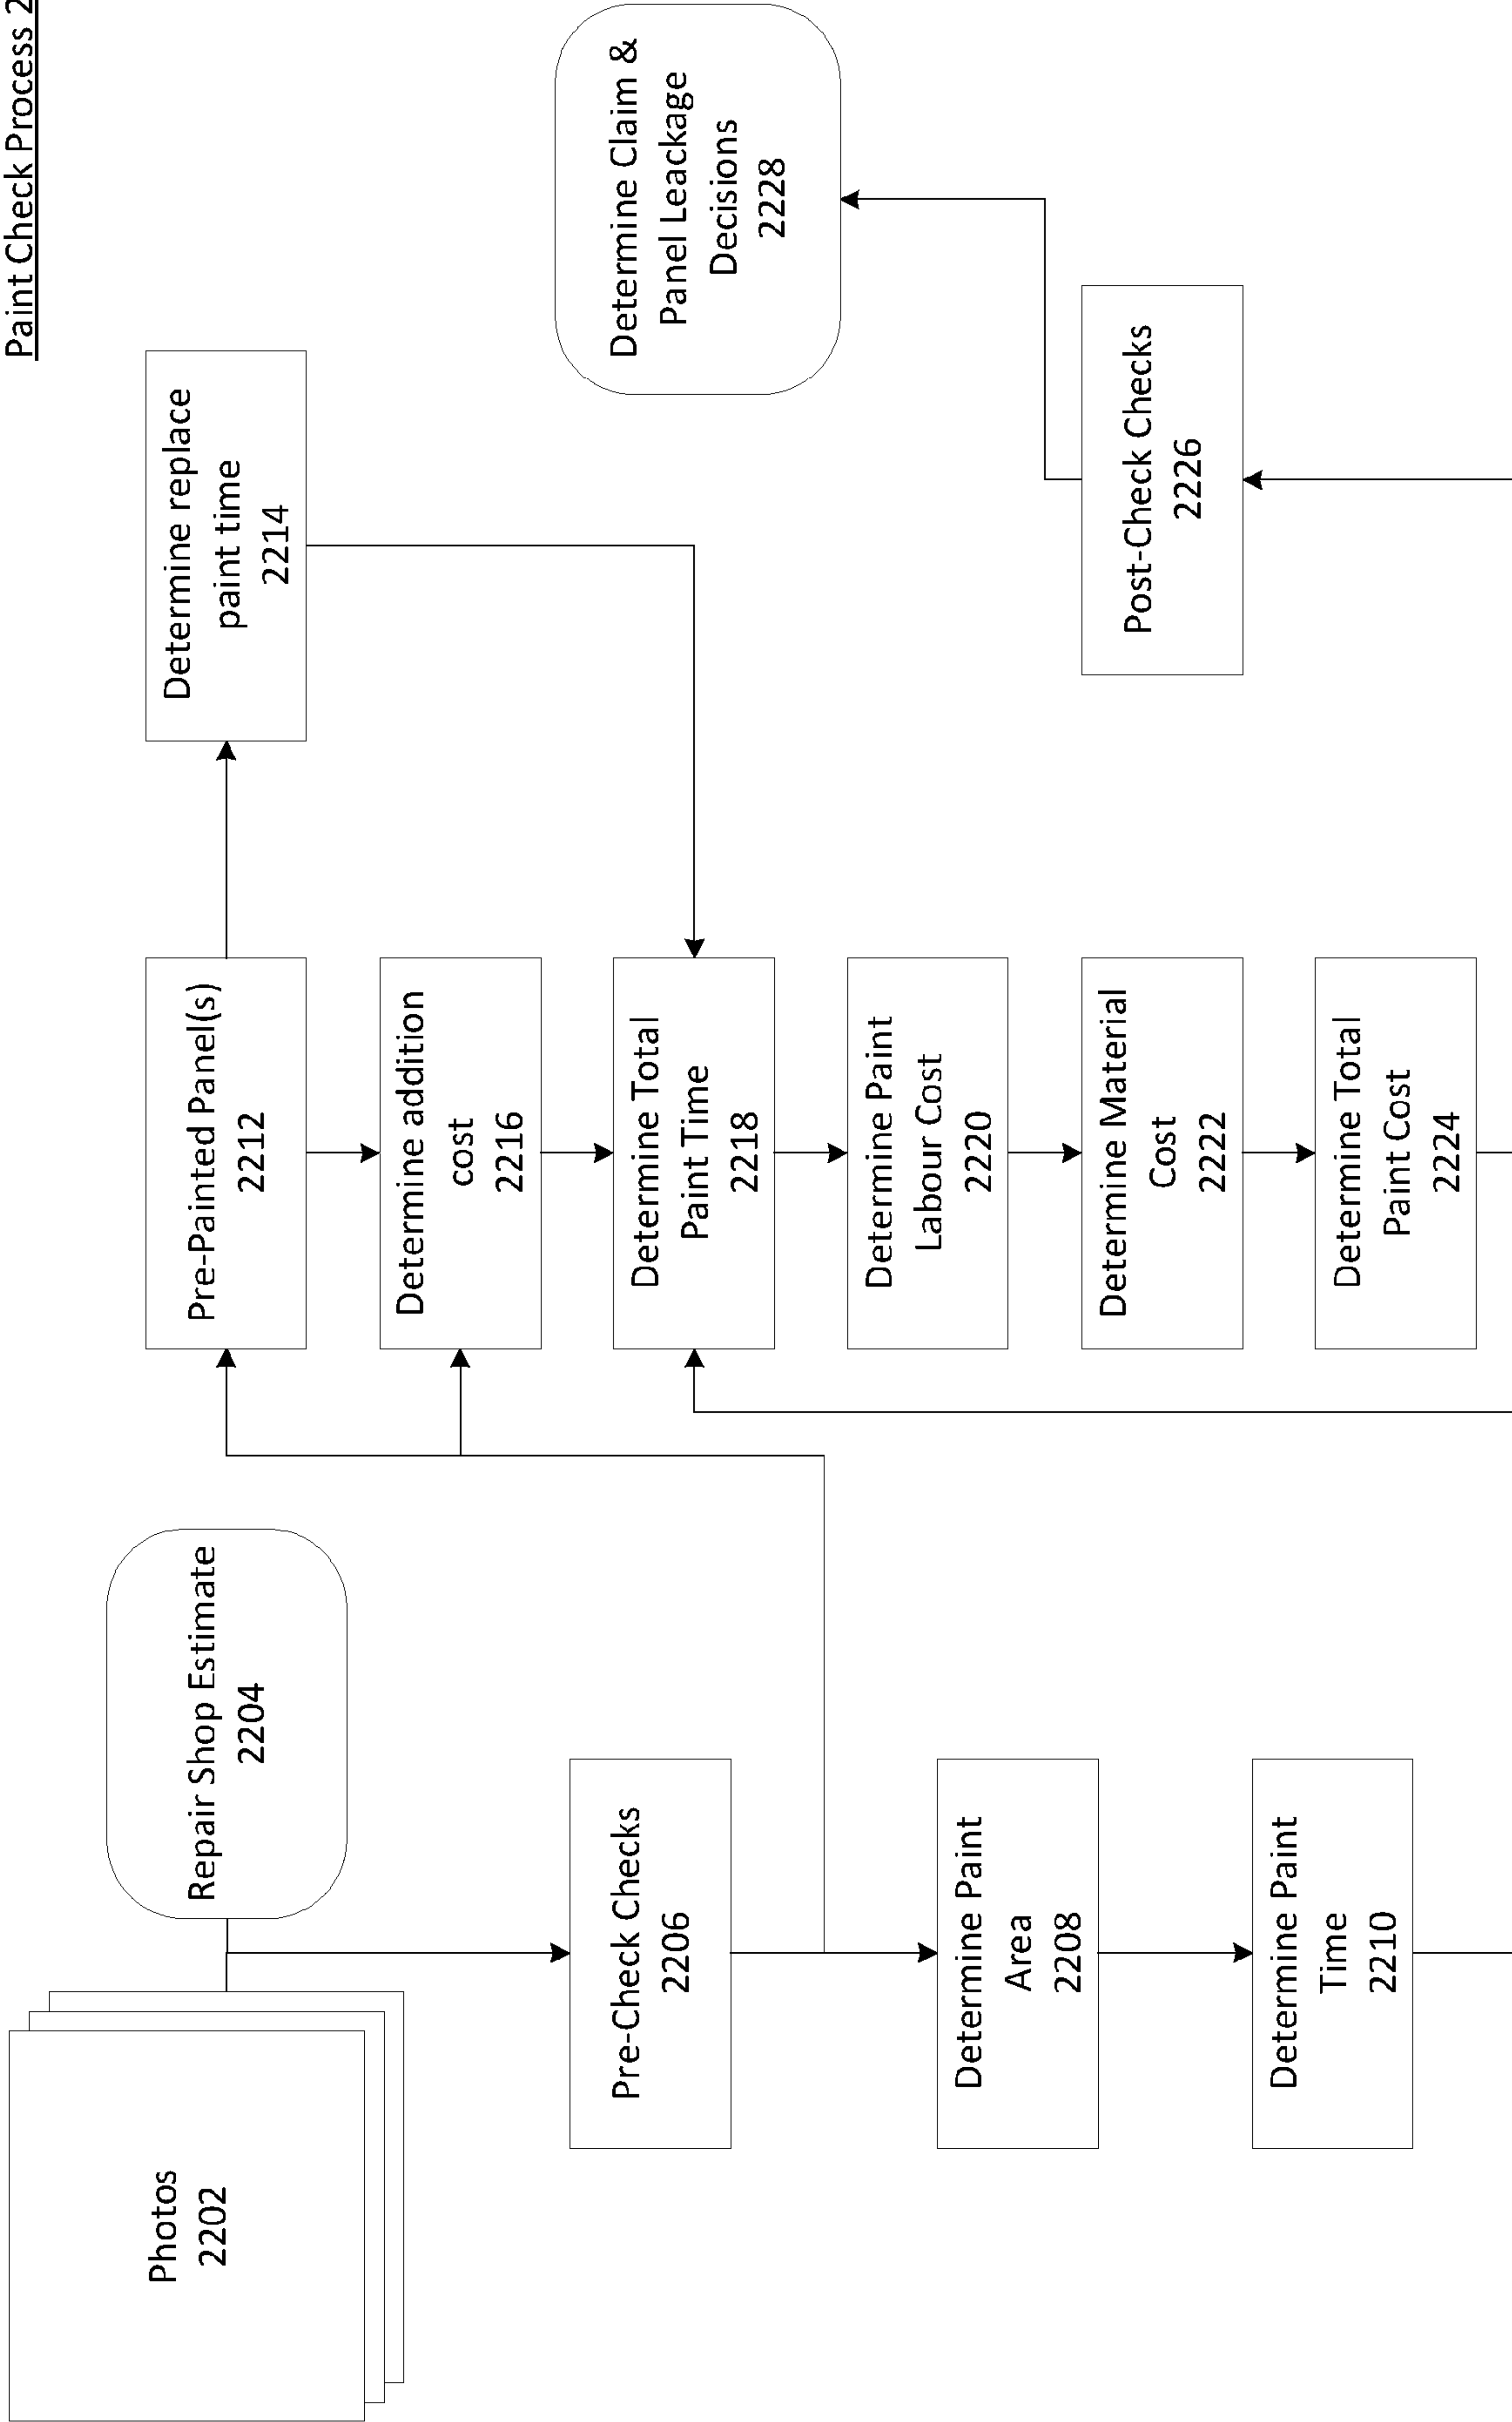 Paint Check Process 2
Photos
2202
Repair Shop Estimate
2204
Pre-Check Checks
2206
Determine Paint
Area
2208
Determine Paint
Time
2210
Pre-Painted Panel(s)
2212
Determine replace
paint time
2214
Determine addition
cost
2216
Determine Total
Paint Time
2218
Determine Paint
Labour Cost
2220
Determine Material
Cost
2222
Determine Total
Paint Cost
2224
Post-Check Checks
2226
Determine Claim &
Panel Leackage
Decisions
2228